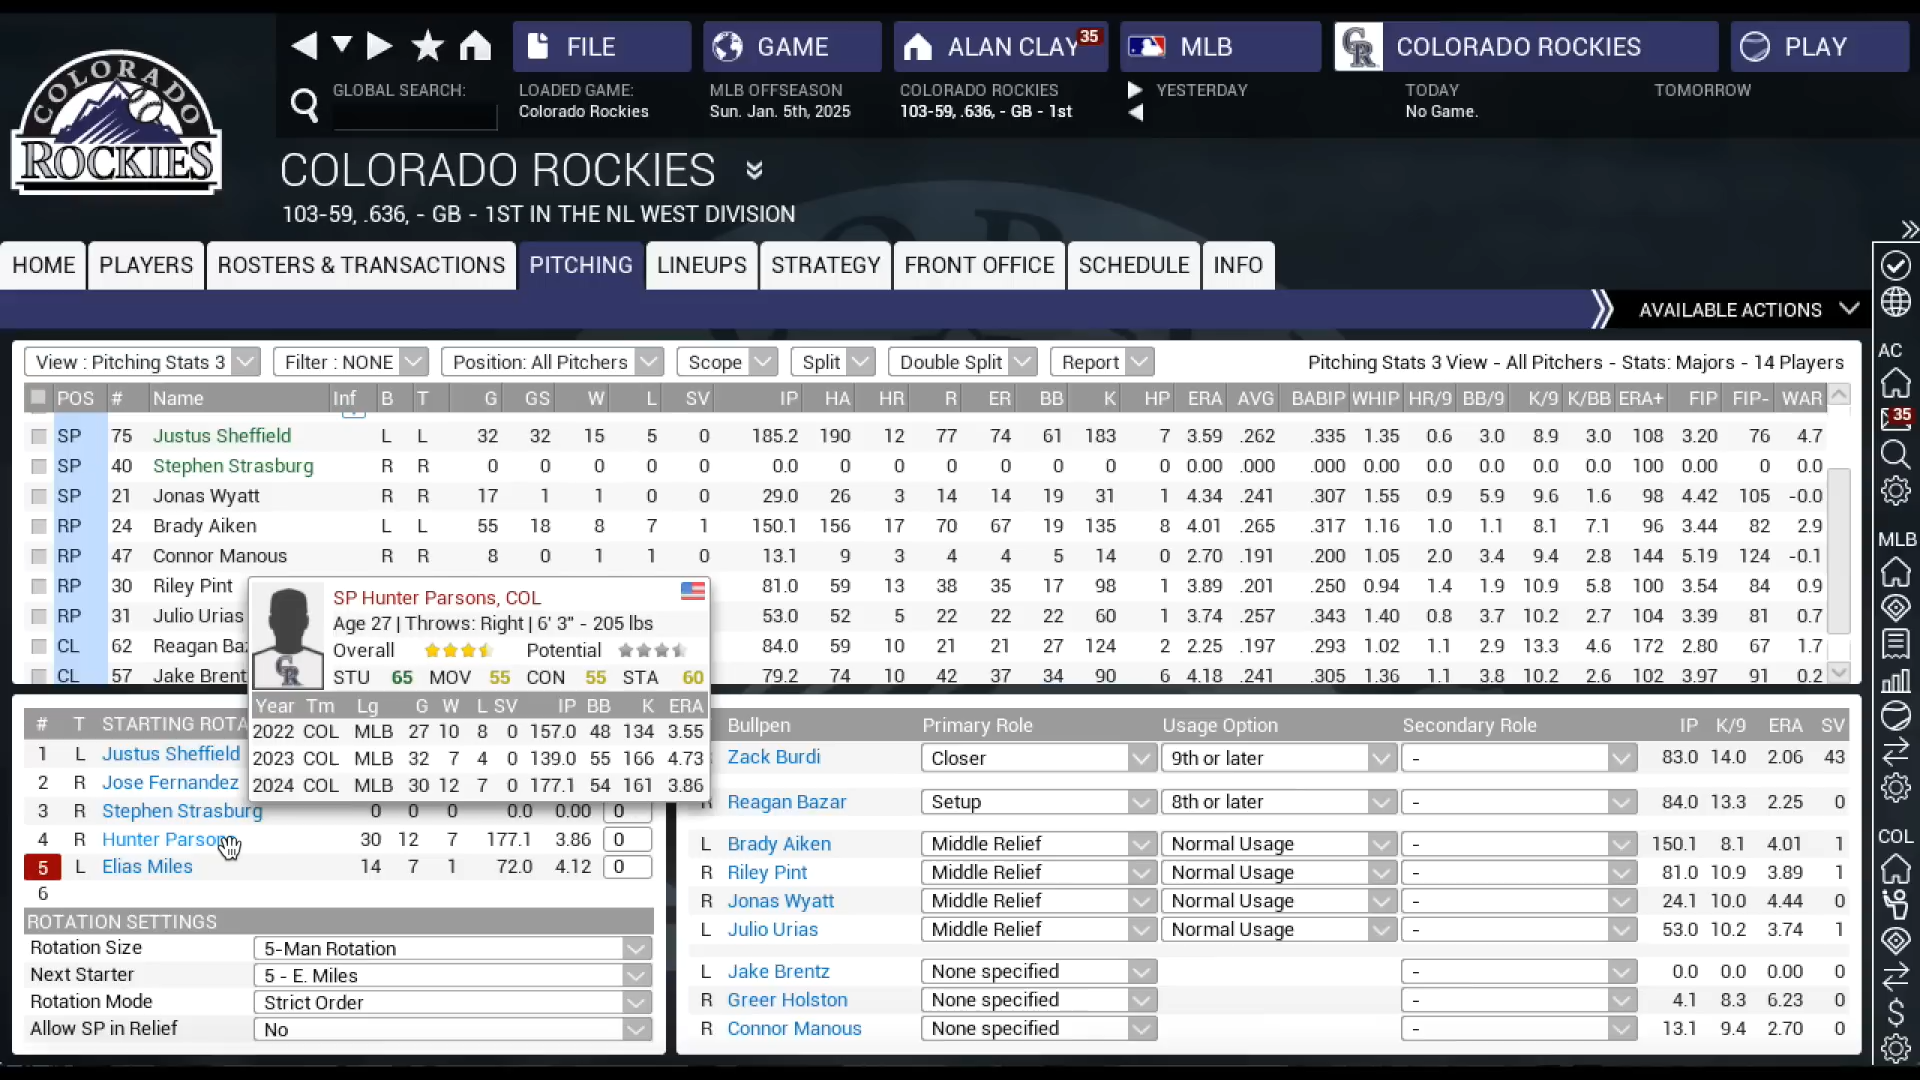 COLORADO
ROCKIES
FILE
GAME
ALAN CLAY
35
MLB
COLORADO ROCKIES
PLAY
GLOBAL SEARCH:
LOADED GAME:
Colorado Rockies
MLB OFFSEASON
Sun. Jan. 5th, 2025
COLORADO ROCKIES
103-59, .636, - GB - 1st
YESTERDAY
TODAY
No Game.
TOMORROW
COLORADO ROCKIES
103-59, .636, - GB - 1ST IN THE NL WEST DIVISION
HOME PLAYERS ROSTERS & TRANSACTIONS PITCHING LINEUPS STRATEGY FRONT OFFICE SCHEDULE INFO
AVAILABLE ACTIONS
View : Pitching Stats 3 Filter : NONE Position: All Pitchers Scope Split Double Split Report Pitching Stats 3 View - All Pitchers - Stats: Majors - 14 Players
POS # Name Inf B T G GS W L SV IP HA HR R ER BB K HP ERA AVG BABIP WHIP HR/9 BB/9 K/9 K/BB ERA+ FIP FIP- WAR
SP 75 Justus Sheffield L L 32 32 15 5 0 185.2 190 12 77 74 61 183 7 3.59 .262 .335 1.35 0.6 3.0 8.9 3.0 108 3.20 76 4.7
SP 40 Stephen Strasburg R R 0 0 0 0 0 0.0 0 0 0 0 0 0 0 0.00 .000 .000 0.00 0.0 0.0 0.0 0.0 100 0.00 0 0.0
SP 21 Jonas Wyatt R R 17 1 1 0 0 29.0 26 3 14 14 19 31 1 4.34 .241 .307 1.55 0.9 5.9 9.6 1.6 98 4.42 105 -0.0
RP 24 Brady Aiken L L 55 18 8 7 1 150.1 156 17 70 67 19 135 8 4.01 .265 .317 1.16 1.0 1.1 8.1 7.1 96 3.44 82 2.9
RP 47 Connor Manous R R 8 0 1 1 0 13.1 9 3 4 4 5 14 0 2.70 .191 .200 1.05 2.0 3.4 9.4 2.8 144 5.19 124 -0.1
RP 30 Riley Pint 81.0 59 13 38 35 17 98 1 3.89 .201 .250 0.94 1.4 1.9 10.9 5.8 100 3.54 84 0.9
RP 31 Julio Urias 53.0 52 5 22 22 22 60 1 3.74 .257 .343 1.40 0.8 3.7 10.2 2.7 104 3.39 81 0.7
CL 62 Reagan Baz 84.0 59 10 21 21 27 124 2 2.25 .197 .293 1.02 1.1 2.9 13.3 4.6 172 2.80 67 1.7
CL 57 Jake Brent 79.2 74 10 42 37 34 90 6 4.18 .241 .305 1.36 1.1 3.8 10.2 2.6 102 3.97 91 0.2
SP Hunter Parsons, COL
Age 27 | Throws: Right | 6' 3" - 205 lbs
Overall Potential
STU 65 MOV 55 CON 55 STA 60
Year Tm Lg G W L SV IP BB K ERA
2022 COL MLB 27 10 8 0 157.0 48 134 3.55
2023 COL MLB 32 7 4 0 139.0 55 166 4.73
2024 COL MLB 30 12 7 0 177.1 54 161 3.86
# T STARTING ROTA
1 L Justus Sheffield
2 R Jose Fernandez
3 R Stephen Strasburg 0 0 0 0.0 0.00 0
4 R Hunter Parsons 30 12 7 177.1 3.86 0
5 L Elias Miles 14 7 1 72.0 4.12 0
6
ROTATION SETTINGS
Rotation Size 5-Man Rotation
Next Starter 5 - E. Miles
Rotation Mode Strict Order
Allow SP in Relief No
Bullpen Primary Role Usage Option Secondary Role IP K/9 ERA SV
Zack Burdi Closer 9th or later - 83.0 14.0 2.06 43
R Reagan Bazar Setup 8th or later - 84.0 13.3 2.25 0
L Brady Aiken Middle Relief Normal Usage - 150.1 8.1 4.01 1
R Riley Pint Middle Relief Normal Usage - 81.0 10.9 3.89 1
R Jonas Wyatt Middle Relief Normal Usage - 24.1 10.0 4.44 0
L Julio Urias Middle Relief Normal Usage - 53.0 10.2 3.74 1
L Jake Brentz None specified - 0.0 0.0 0.00 0
R Greer Holston None specified - 4.1 8.3 6.23 0
R Connor Manous None specified - 13.1 9.4 2.70 0
AC
35
MLB
COL